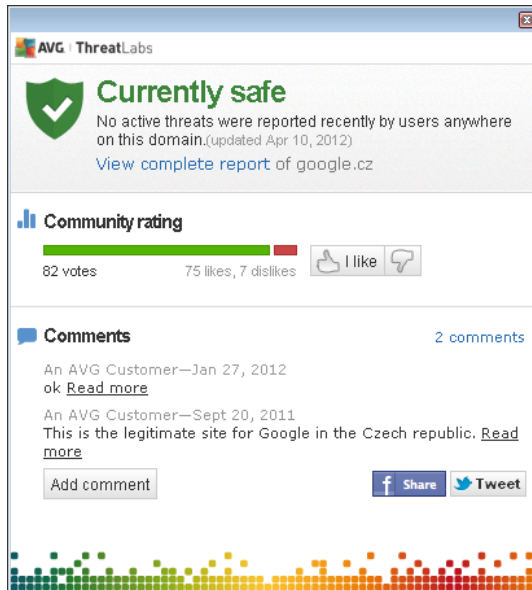 AVG ThreatLabs
Currently safe
No active threats were reported recently by users anywhere
on this domain.(updated Apr 10, 2012)
View complete report of google.cz
Community rating
82 votes 75 likes, 7 dislikes
I like
Comments
2 comments
An AVG Customer—Jan 27, 2012
ok Read more
An AVG Customer—Sept 20, 2011
This is the legitimate site for Google in the Czech republic. Read
more
Add comment
f Share
Tweet